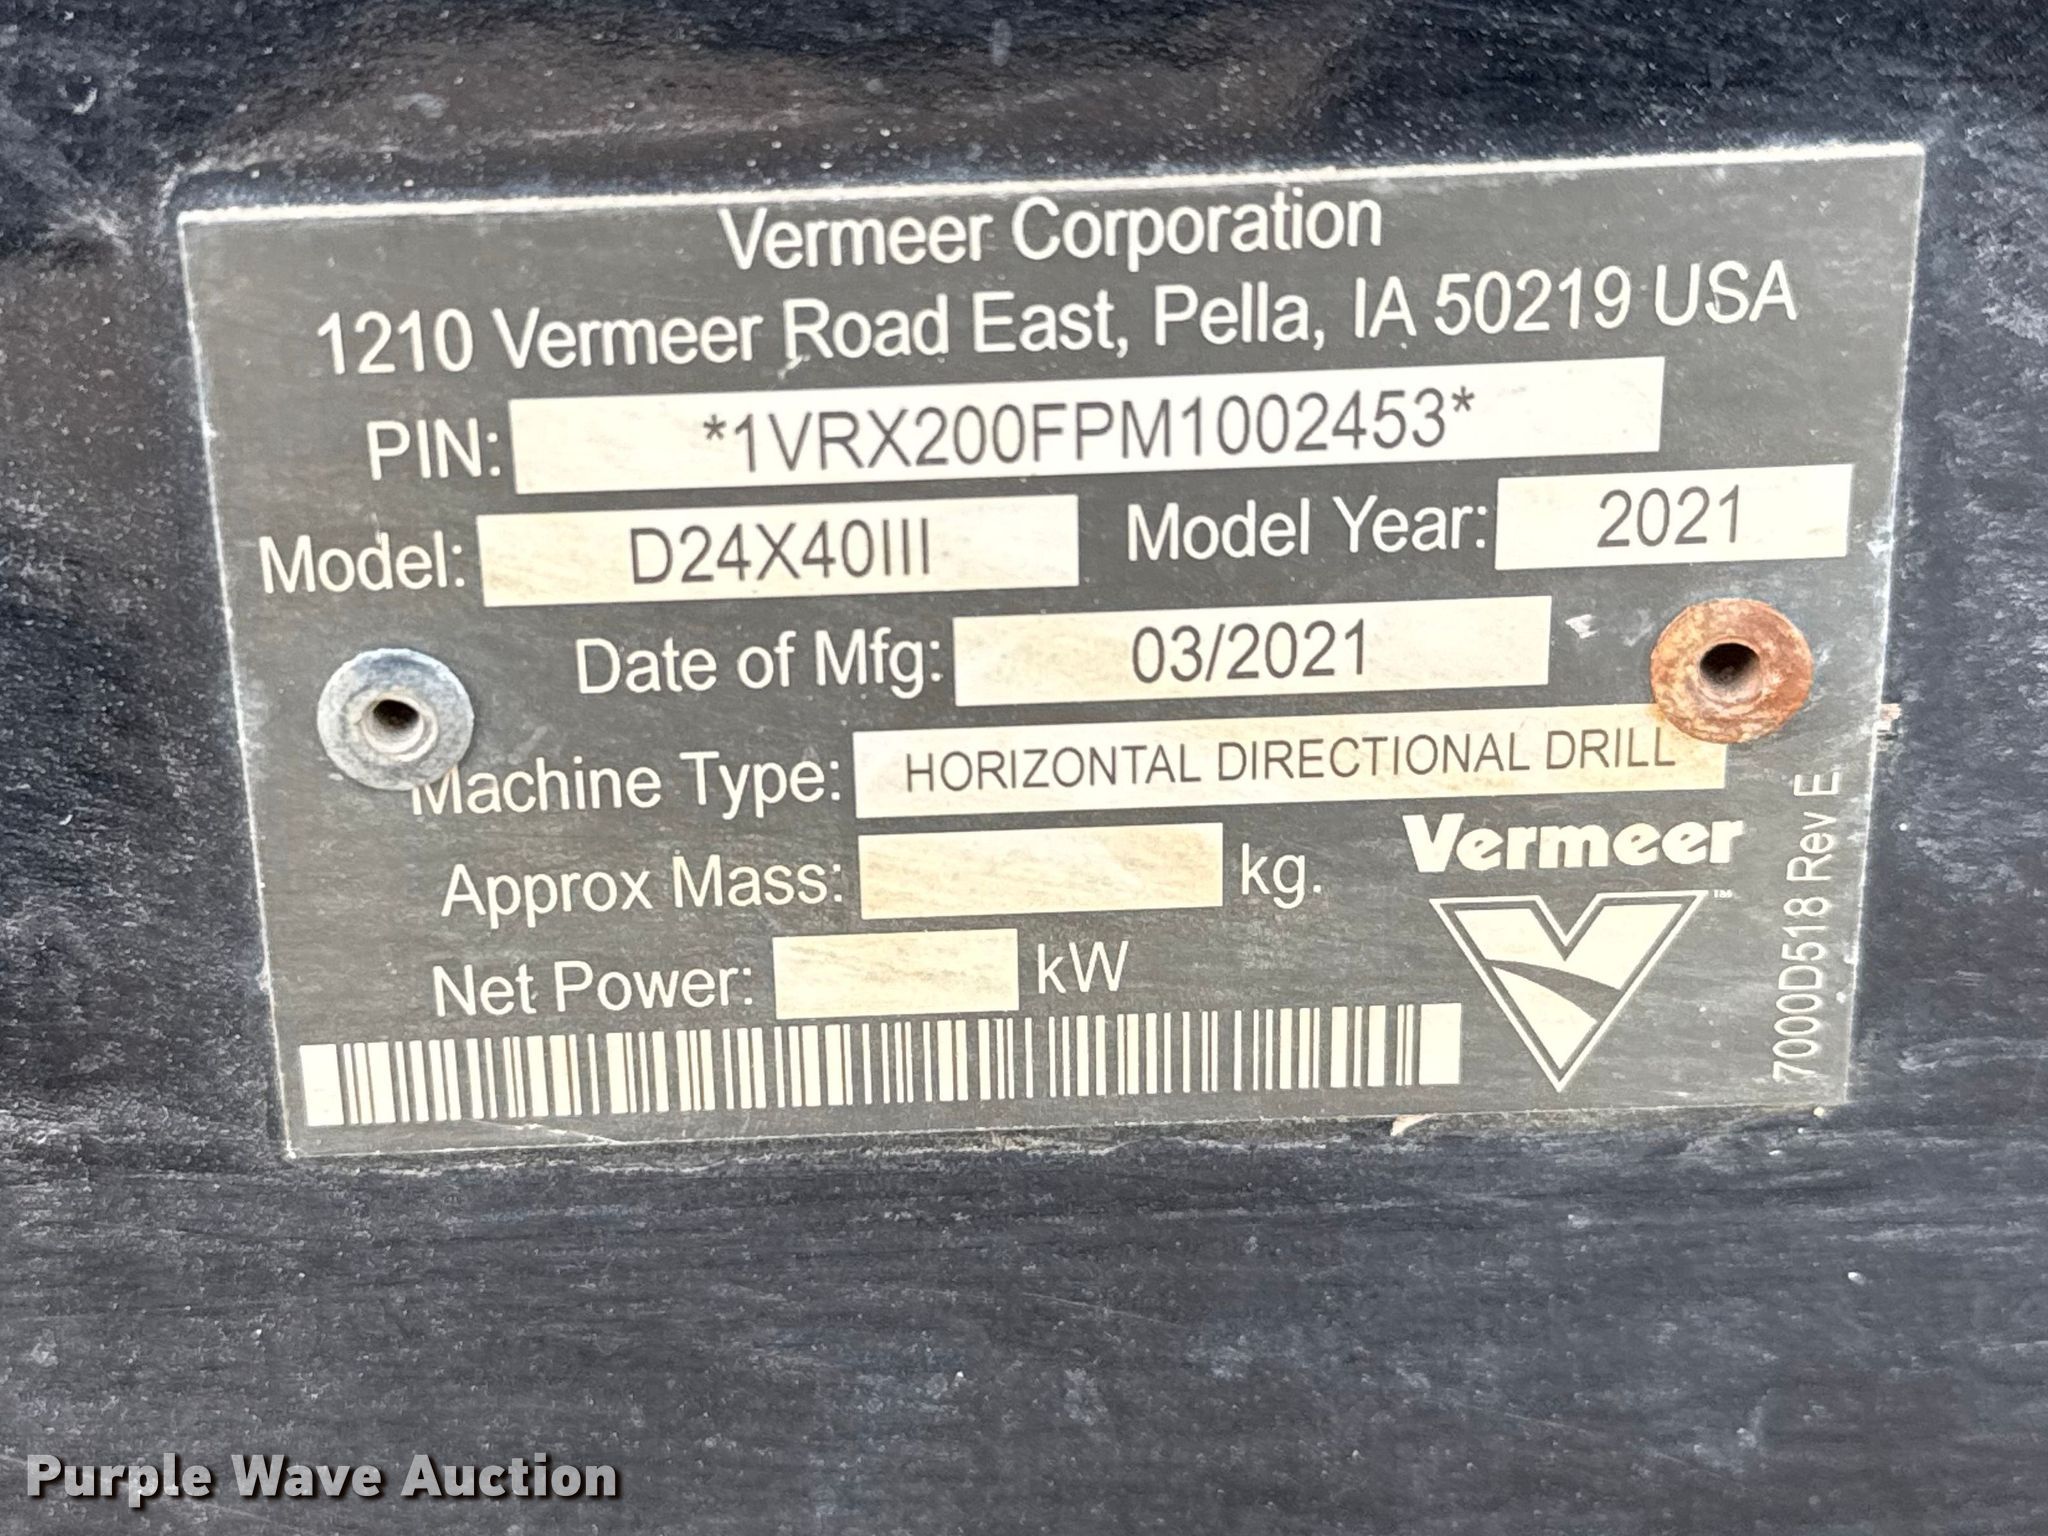 Vermeer Corporation
1210 Vermeer Road East, Pella, IA 50219 USA
PIN: *1VRX200FPM1002453*
Model: D24X40III Model Year: 2021
Date of Mfg: 03/2021
Machine Type: HORIZONTAL DIRECTIONAL DRILL
Approx Mass: kg.
Net Power: kW
Vermeer
TM
7000D518 Rev E
Purple Wave Auction